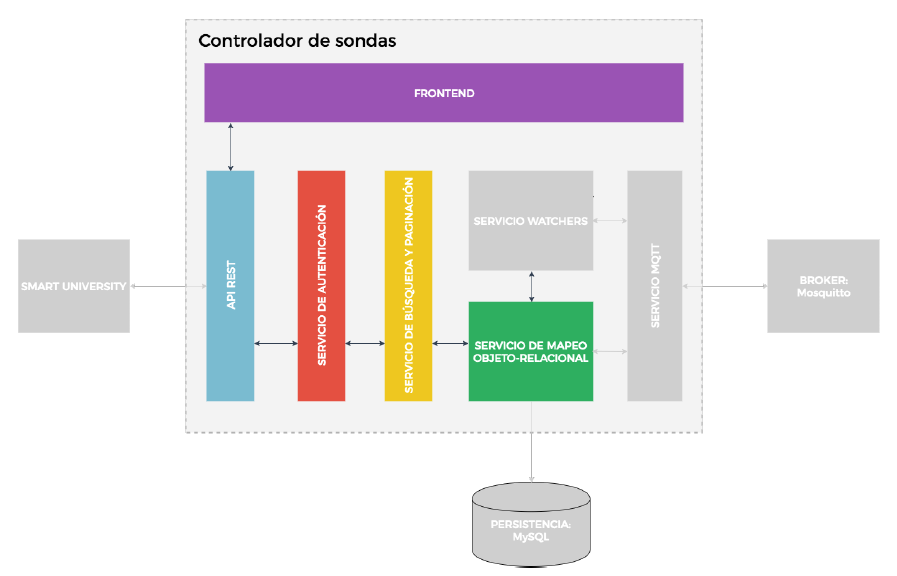 Controlador de sondas
FRONTEND
SMART UNIVERSITY
API REST
SERVICIO DE AUTENTICACIÓN
SERVICIO DE BÚSQUEDA Y PAGINACIÓN
SERVICIO WATCHERS
SERVICIO DE MAPEO
OBJETO-RELACIONAL
SERVICIO MQTT
BROKER:
Mosquitto
PERSISTENCIA:
MySQL